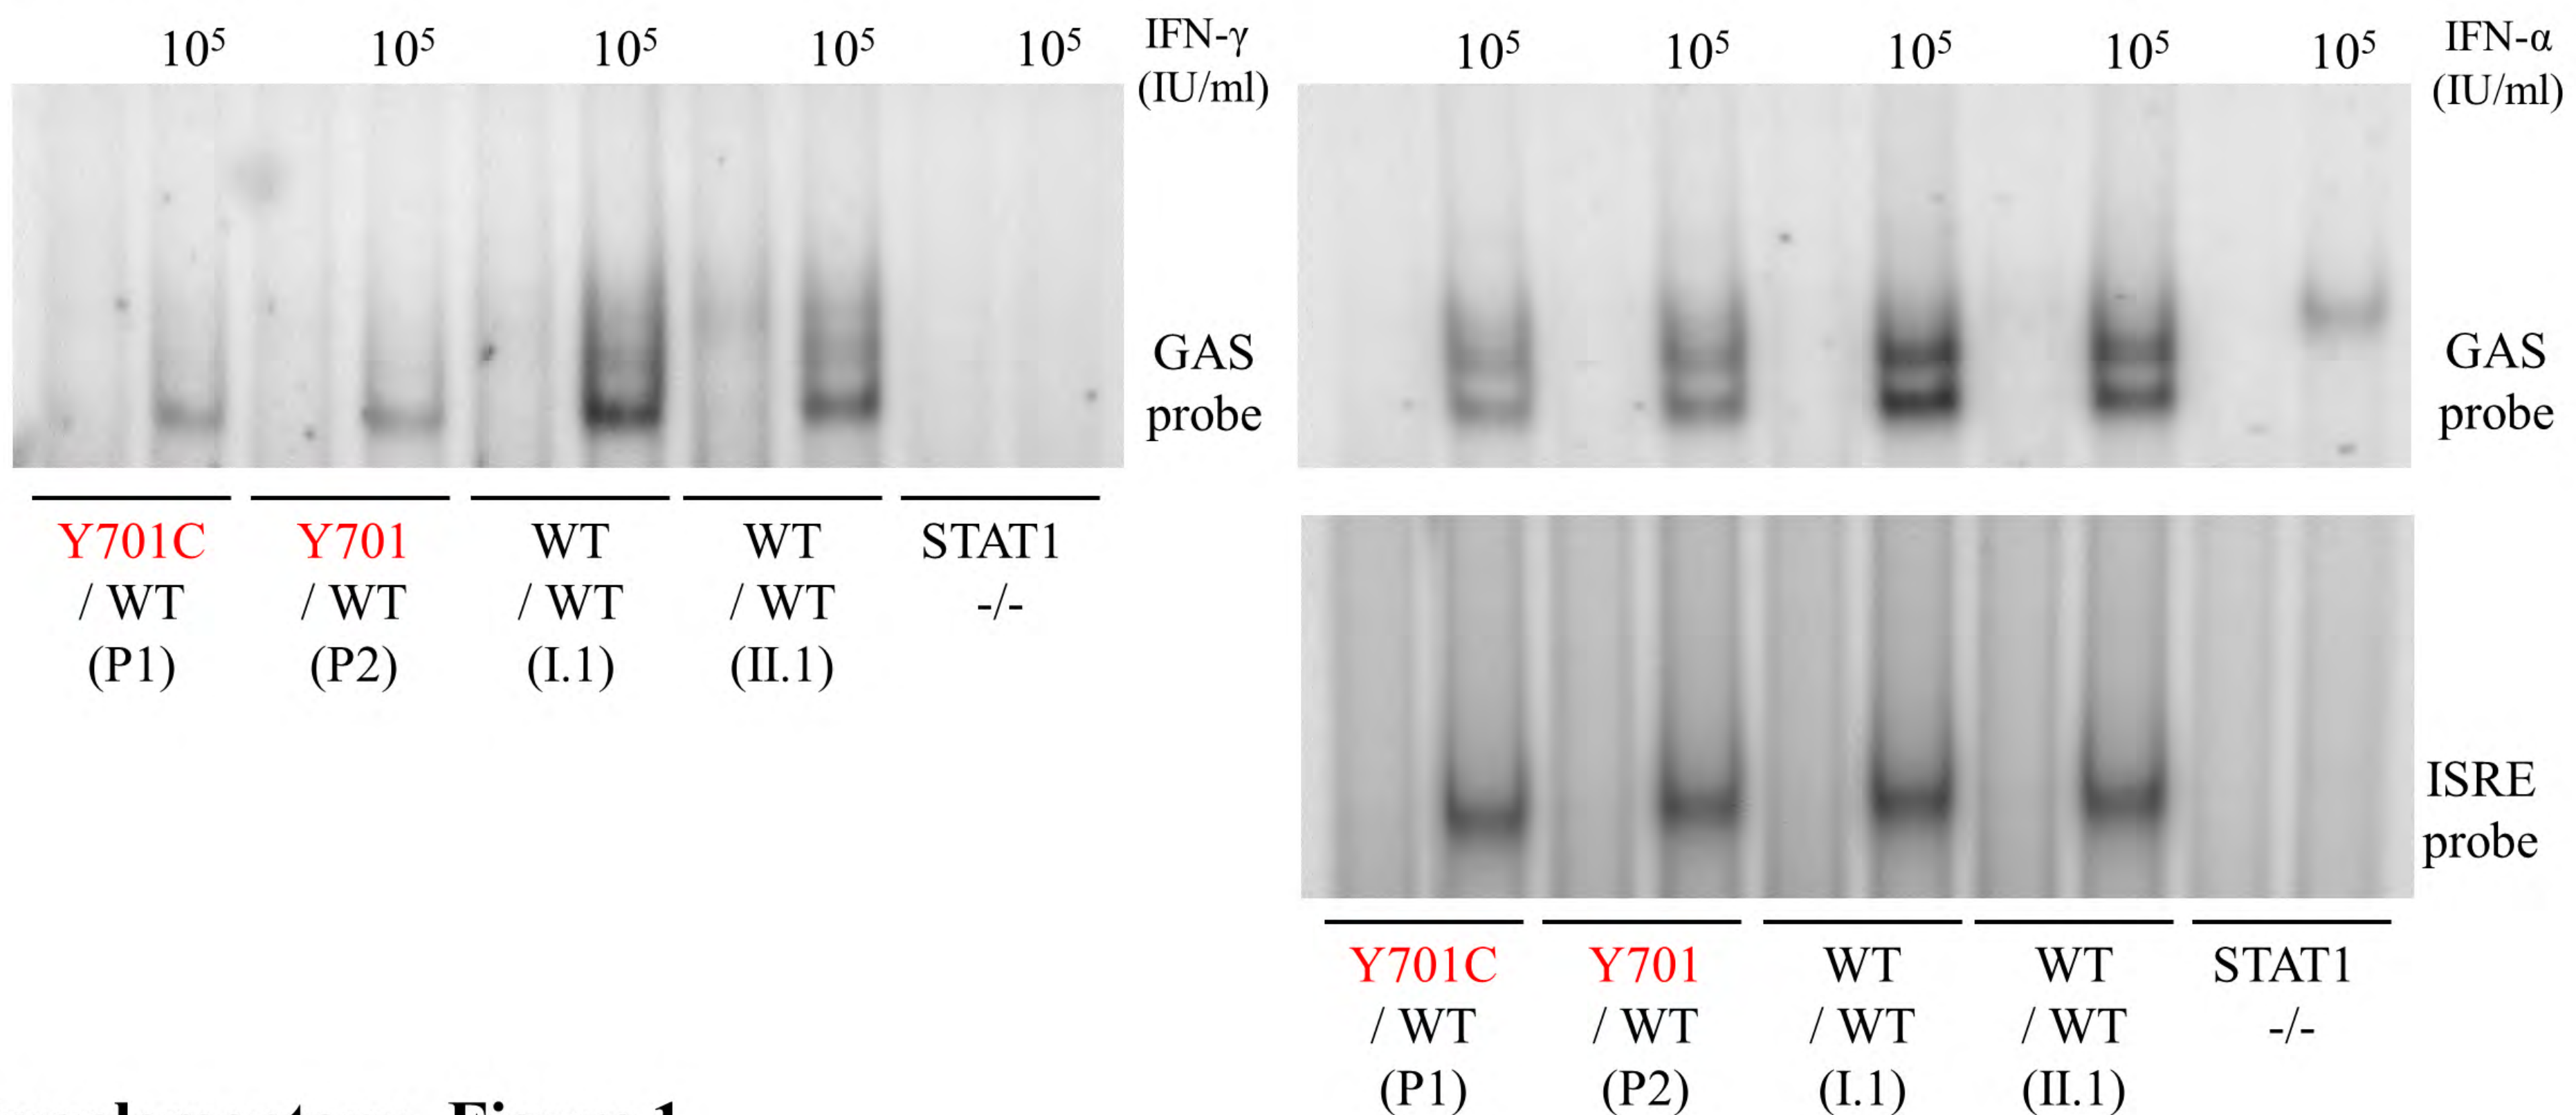 10⁵ 10⁵ 10⁵ 10⁵ 10⁵ IFN-γ (IU/ml)
GAS probe
Y701C Y701 WT WT STAT1
/ WT / WT / WT / WT -/-
(P1) (P2) (I.1) (II.1)
10⁵ 10⁵ 10⁵ 10⁵ 10⁵ IFN-α (IU/ml)
GAS probe
ISRE probe
Y701C Y701 WT WT STAT1
/ WT / WT / WT / WT -/-
(P1) (P2) (I.1) (II.1)